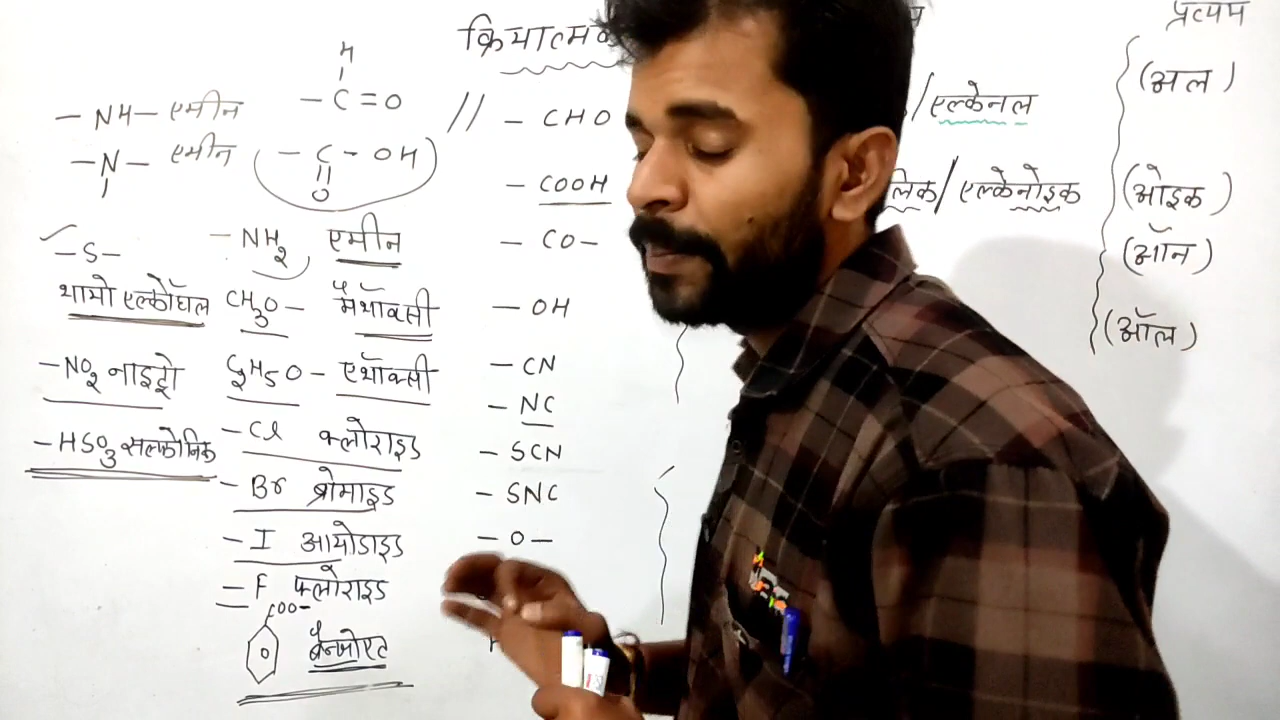 क्रियात्मक
प्रत्यय
H
– C = O
– NH – एमीन
– N – एमीन
– C – OH
O
– S –
थायो एल्कोहॉल
– NO2 नाइट्रो
– HSO3 सल्फोनिक
– NH2 एमीन
CH3O – मैथॉक्सी
C2H5O – एथॉक्सी
– Cl क्लोराइड
– Br ब्रोमाइड
– I आयोडाइड
– F फ्लोराइड
COO–
बैनजोएट
// – CHO
– COOH
– CO –
– OH
– CN
– NC
– SCN
– SNC
– O –
/एल्केनल
लिक/एल्केनोइक
(अल)
(ओइक)
(ऑन)
(ऑल)